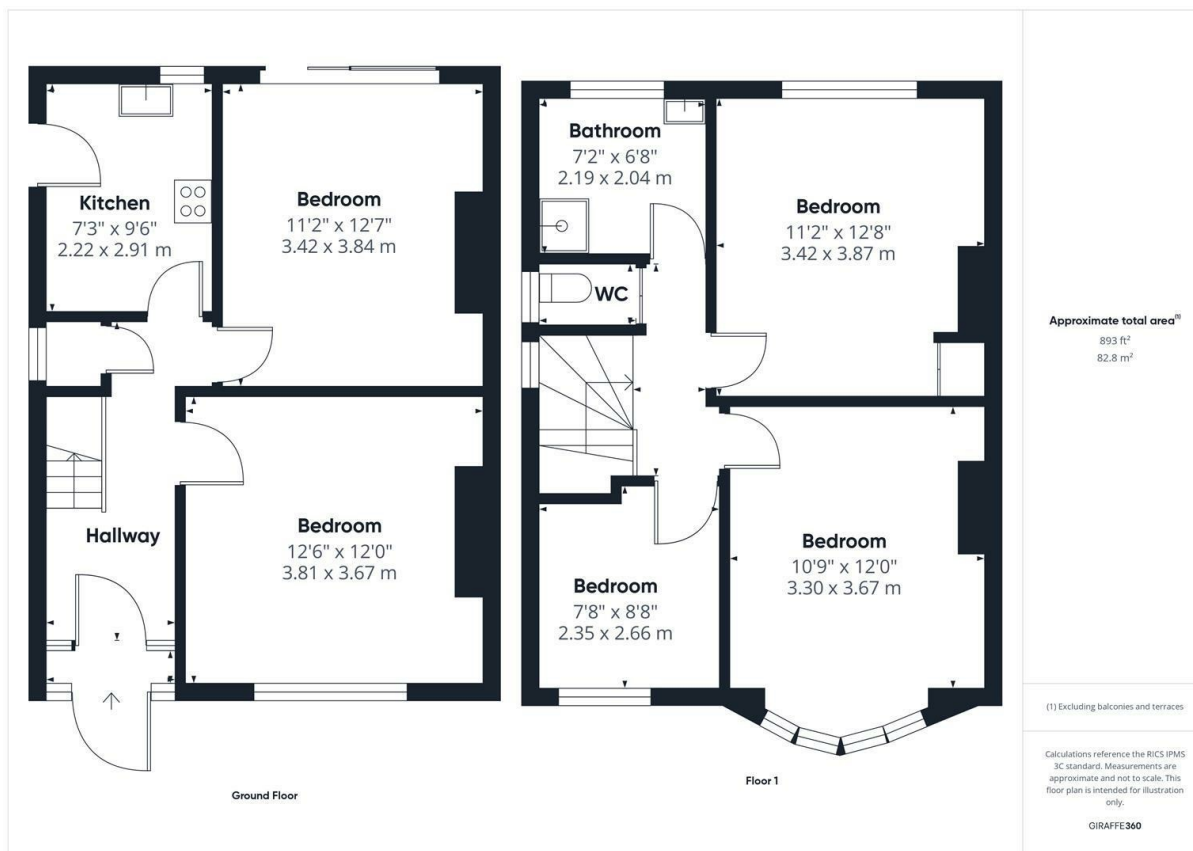 Kitchen
7'3" x 9'6"
2.22 x 2.91 m
Bedroom
11'2" x 12'7"
3.42 x 3.84 m
Hallway
Bedroom
12'6" x 12'0"
3.81 x 3.67 m
Ground Floor
Bathroom
7'2" x 6'8"
2.19 x 2.04 m
WC
Bedroom
11'2" x 12'8"
3.42 x 3.87 m
Bedroom
7'8" x 8'8"
2.35 x 2.66 m
Bedroom
10'9" x 12'0"
3.30 x 3.67 m
Floor 1
Approximate total area(1)
893 ft²
82.8 m²
(1) Excluding balconies and terraces
Calculations reference the RICS IPMS
3C standard. Measurements are
approximate and not to scale. This
floor plan is intended for illustration
only.
GIRAFFE360